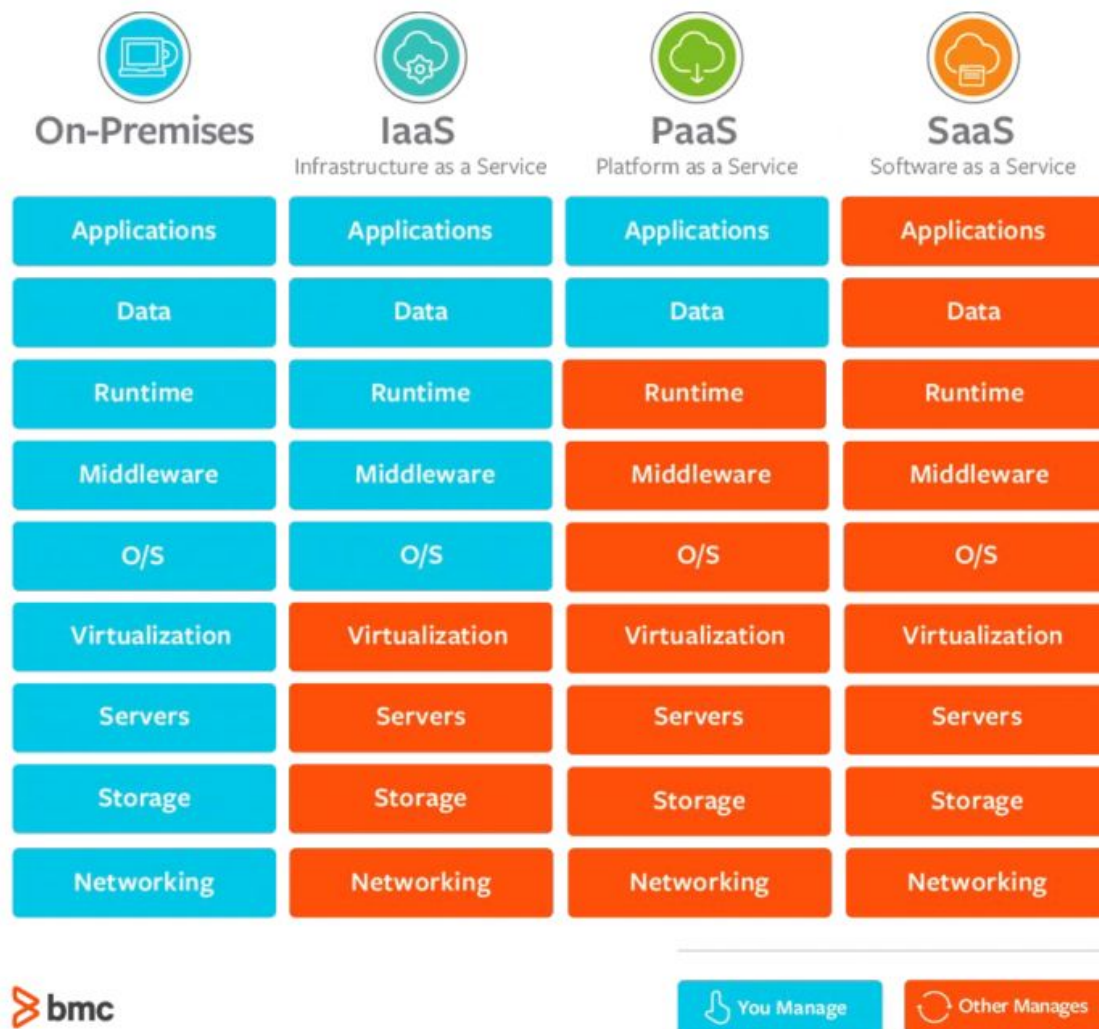 On-Premises IaaS PaaS SaaS
Infrastructure as a Service Platform as a Service Software as a Service
Applications Applications Applications Applications
Data Data Data Data
Runtime Runtime Runtime Runtime
Middleware Middleware Middleware Middleware
O/S O/S O/S O/S
Virtualization Virtualization Virtualization Virtualization
Servers Servers Servers Servers
Storage Storage Storage Storage
Networking Networking Networking Networking
bmc You Manage Other Manages